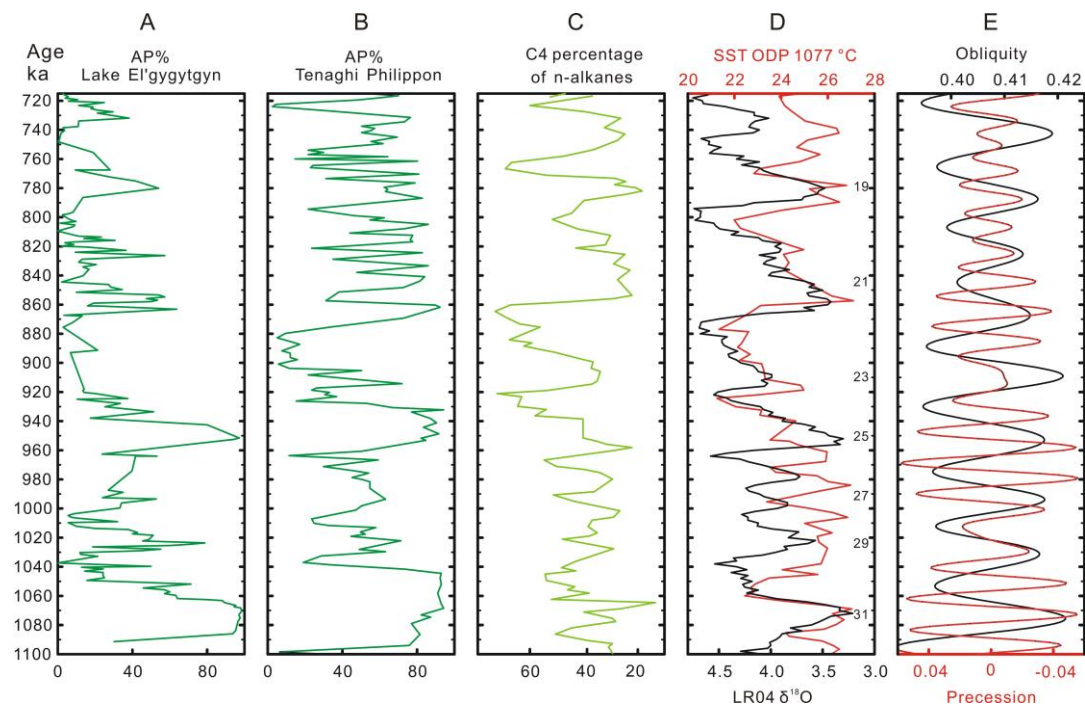 A B C D E
Age ka
AP%
Lake El'gygytgyn
AP%
Tenaghi Philippon
C4 percentage
of n-alkanes
SST ODP 1077 °C
20 22 24 26 28
Obliquity
0.40 0.41 0.42
720
740
760
780
800
820
840
860
880
900
920
940
960
980
1000
1020
1040
1060
1080
1100
19
21
23
25
27
29
31
0 40 80
0 40 80
60 40 20
4.5 4.0 3.5 3.0
LR04 δ¹⁸O
0.04 0 -0.04
Precession